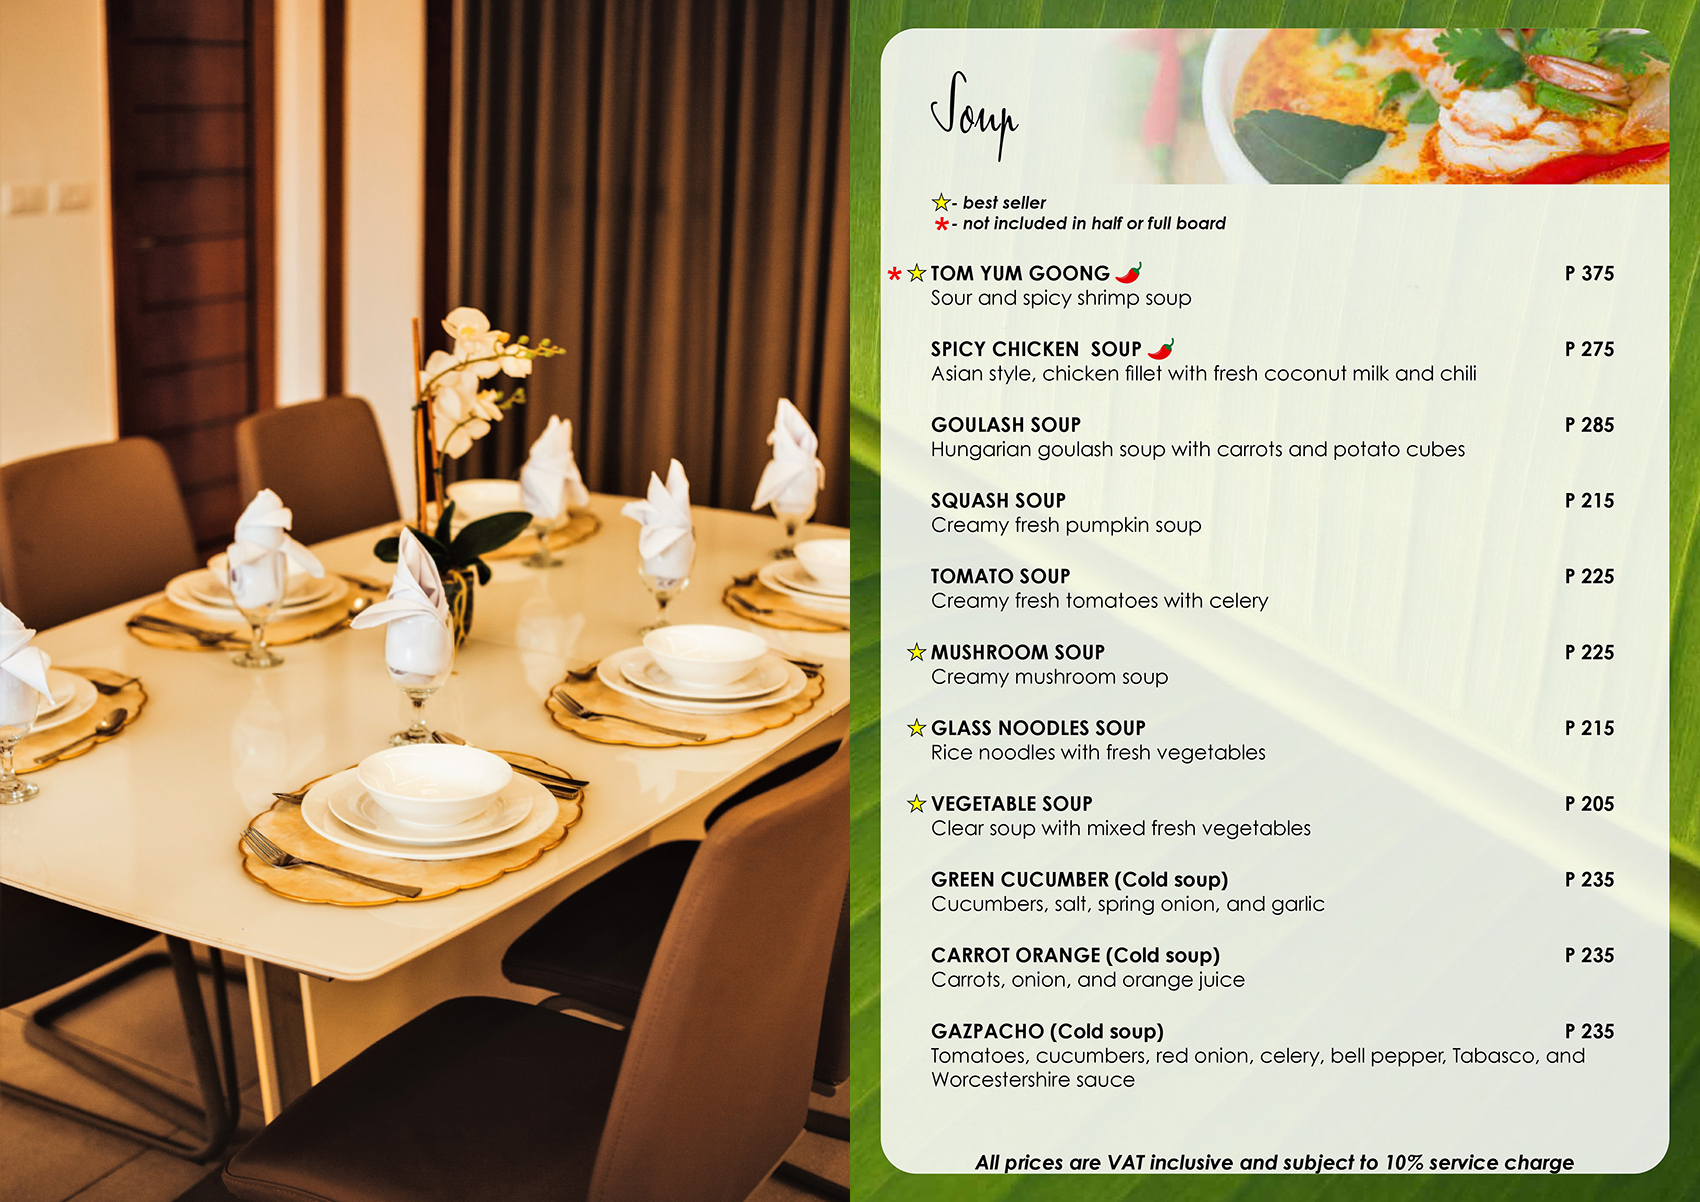 Soup
- best seller
*- not included in half or full board
* TOM YUM GOONG P 375
Sour and spicy shrimp soup
SPICY CHICKEN  SOUP P 275
Asian style, chicken fillet with fresh coconut milk and chili
GOULASH SOUP P 285
Hungarian goulash soup with carrots and potato cubes
SQUASH SOUP P 215
Creamy fresh pumpkin soup
TOMATO SOUP P 225
Creamy fresh tomatoes with celery
MUSHROOM SOUP P 225
Creamy mushroom soup
GLASS NOODLES SOUP P 215
Rice noodles with fresh vegetables
VEGETABLE SOUP P 205
Clear soup with mixed fresh vegetables
GREEN CUCUMBER (Cold soup) P 235
Cucumbers, salt, spring onion, and garlic
CARROT ORANGE (Cold soup) P 235
Carrots, onion, and orange juice
GAZPACHO (Cold soup) P 235
Tomatoes, cucumbers, red onion, celery, bell pepper, Tabasco, and
Worcestershire sauce
All prices are VAT inclusive and subject to 10% service charge